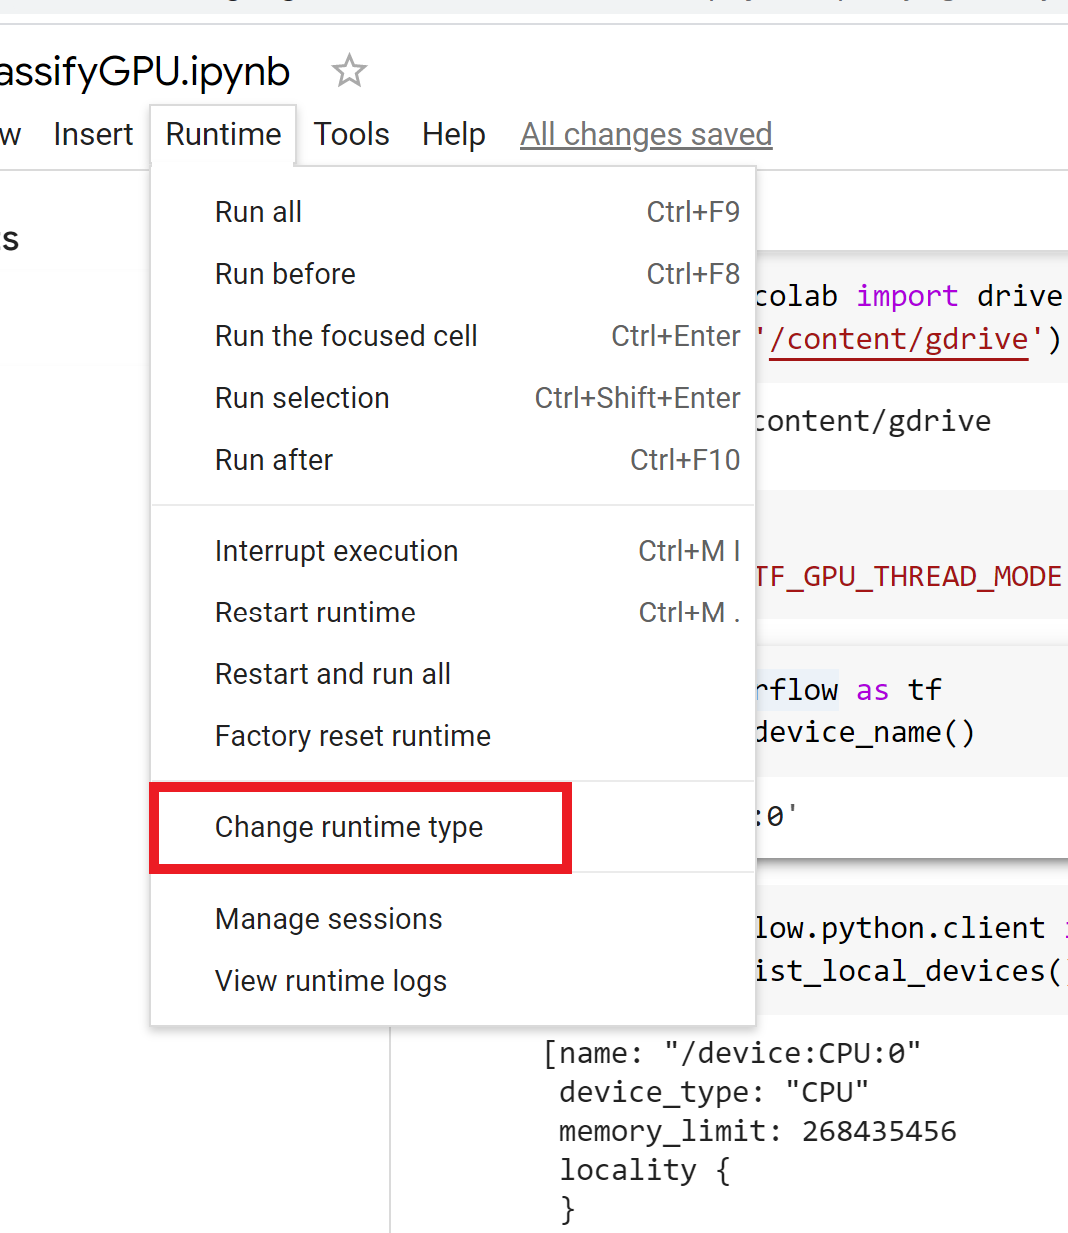 assifyGPU.ipynb
w Insert Runtime Tools Help All changes saved
Run all Ctrl+F9
ts
Run before Ctrl+F8
colab import drive
Run the focused cell Ctrl+Enter
'/content/gdrive')
Run selection Ctrl+Shift+Enter
content/gdrive
Run after Ctrl+F10
Interrupt execution Ctrl+M I
TF_GPU_THREAD_MODE
Restart runtime Ctrl+M .
Restart and run all
rflow as tf
Factory reset runtime
device_name()
Change runtime type
:0'
Manage sessions
low.python.client
View runtime logs
ist_local_devices()
[name: "/device:CPU:0"
device_type: "CPU"
memory_limit: 268435456
locality {
}